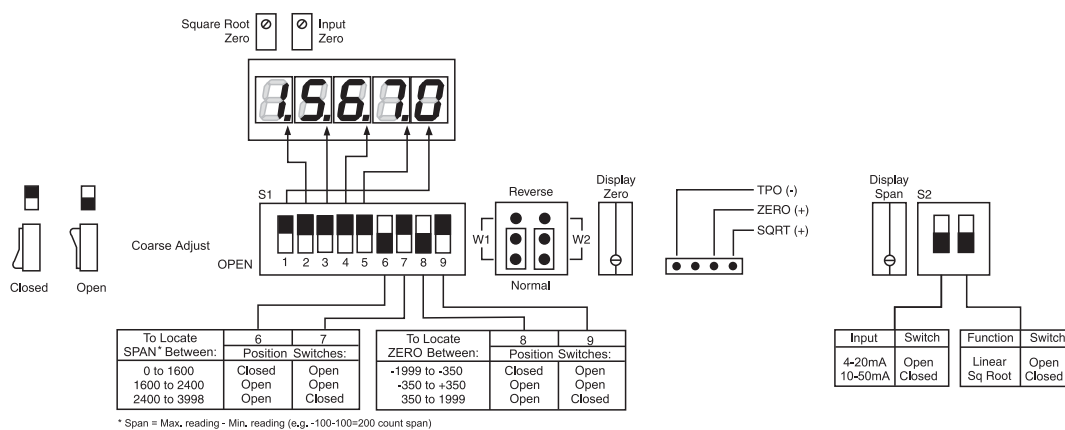 Square Root Zero
Input Zero
1.5.6.7.0
S1
Coarse Adjust
OPEN
1 2 3 4 5 6 7 8 9
Closed
Open
Reverse
W1
W2
Normal
Display Zero
TPO (-)
ZERO (+)
SQRT (+)
Display Span
S2
To Locate SPAN* Between: 6 7
Position Switches:
0 to 1600 Closed Open
1600 to 2400 Open Open
2400 to 3998 Open Closed
To Locate ZERO Between: 8 9
Position Switches:
-1999 to -350 Closed Open
-350 to +350 Open Open
350 to 1999 Open Closed
Input Switch
4-20mA Open
10-50mA Closed
Function Switch
Linear Open
Sq Root Closed
* Span = Max. reading - Min. reading (e.g. -100-100=200 count span)